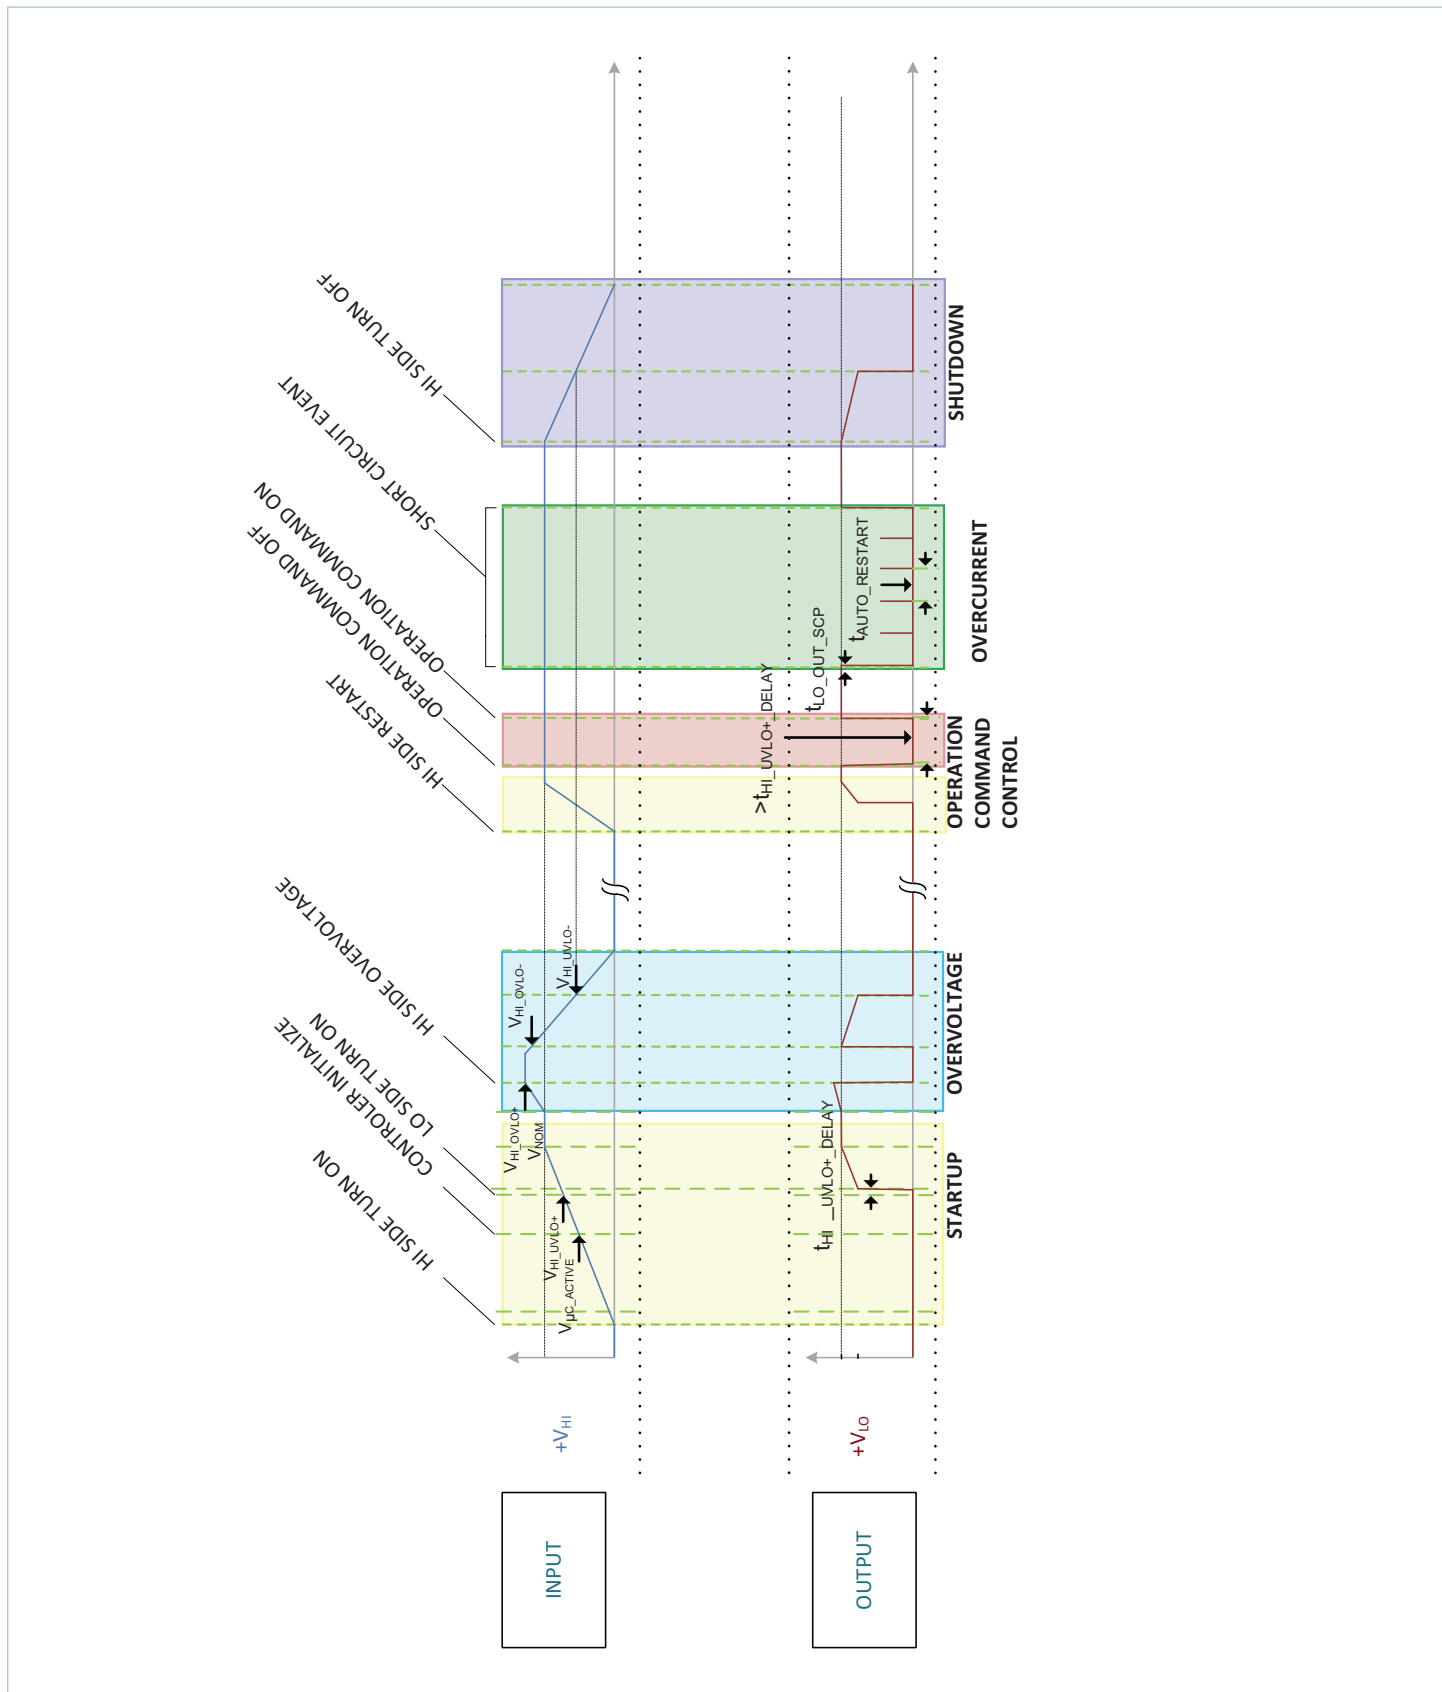 HI SIDE TURN ON
CONTROLER INITIALIZE
LO SIDE TURN ON
HI SIDE OVERVOLTAGE
HI SIDE RESTART
OPERATION COMMAND OFF
OPERATION COMMAND ON
SHORT CIRCUIT EVENT
HI SIDE TURN OFF
INPUT
+VHI
VµC_ACTIVE
VHI_UVLO+
VNOM
VHI_OVLO+
VHI_OVLO-
VHI_UVLO-
OUTPUT
+VLO
tHI_UVLO+_DELAY
>tHI_UVLO+_DELAY
tLO_OUT_SCP
tAUTO_RESTART
STARTUP
OVERVOLTAGE
OPERATION
COMMAND
CONTROL
OVERCURRENT
SHUTDOWN